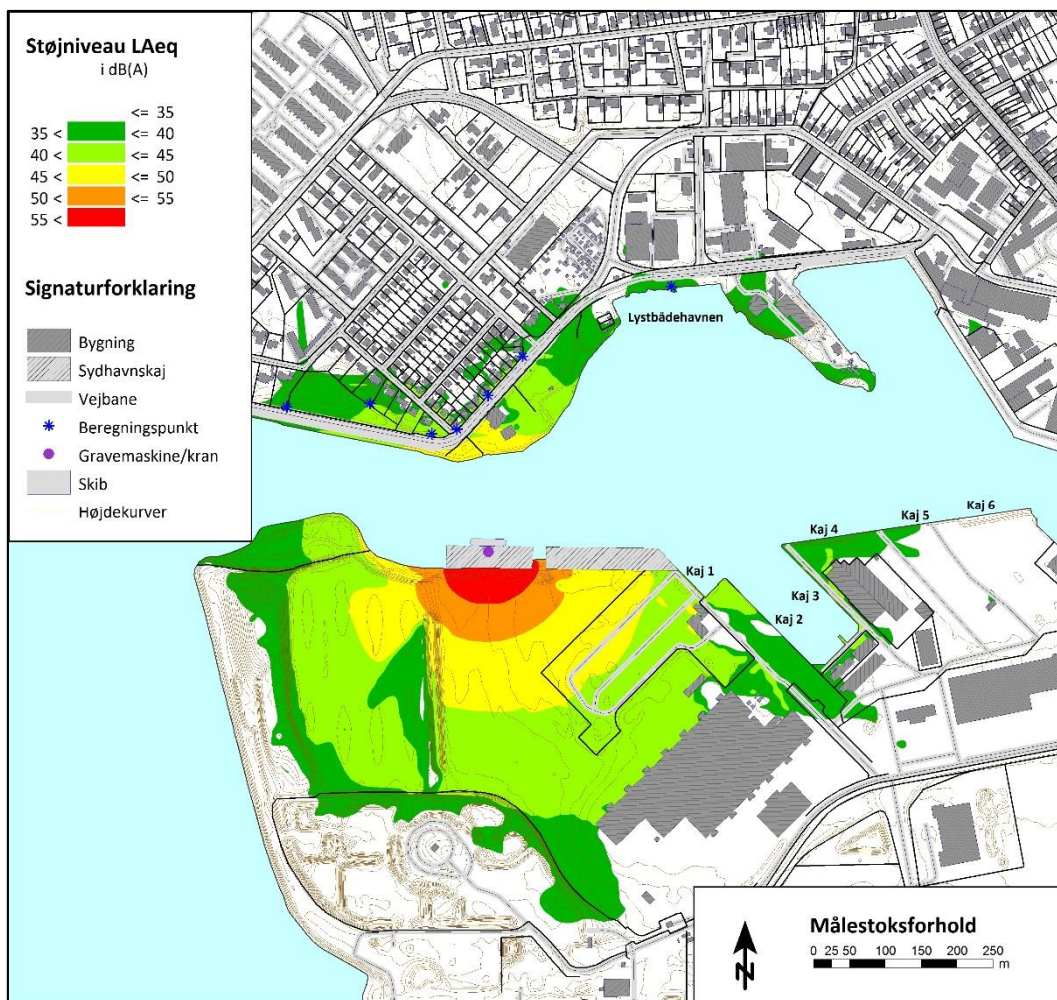 Støjniveau LAeq
i dB(A)
<= 35
35 < <= 40
40 < <= 45
45 < <= 50
50 < <= 55
55 <
Signaturforklaring
Bygning
Sydhavnskaj
Vejbane
Beregningspunkt
Gravemaskine/kran
Skib
Højdekurver
Lystbådehavnen
Kaj 6
Kaj 5
Kaj 4
Kaj 1
Kaj 3
Kaj 2
N
Målestoksforhold
0 25 50 100 150 200 250
m